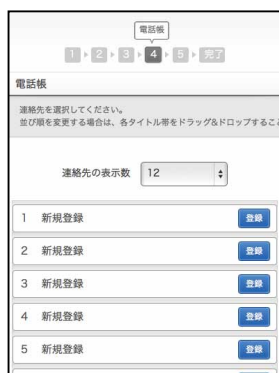 電話帳
1 2 3 4 5 完了
電話帳
連絡先を選択してください。
並び順を変更する場合は、各タイトル帯をドラッグ&ドロップするこ
連絡先の表示数 12
1 新規登録 登録
2 新規登録 登録
3 新規登録 登録
4 新規登録 登録
5 新規登録 登録